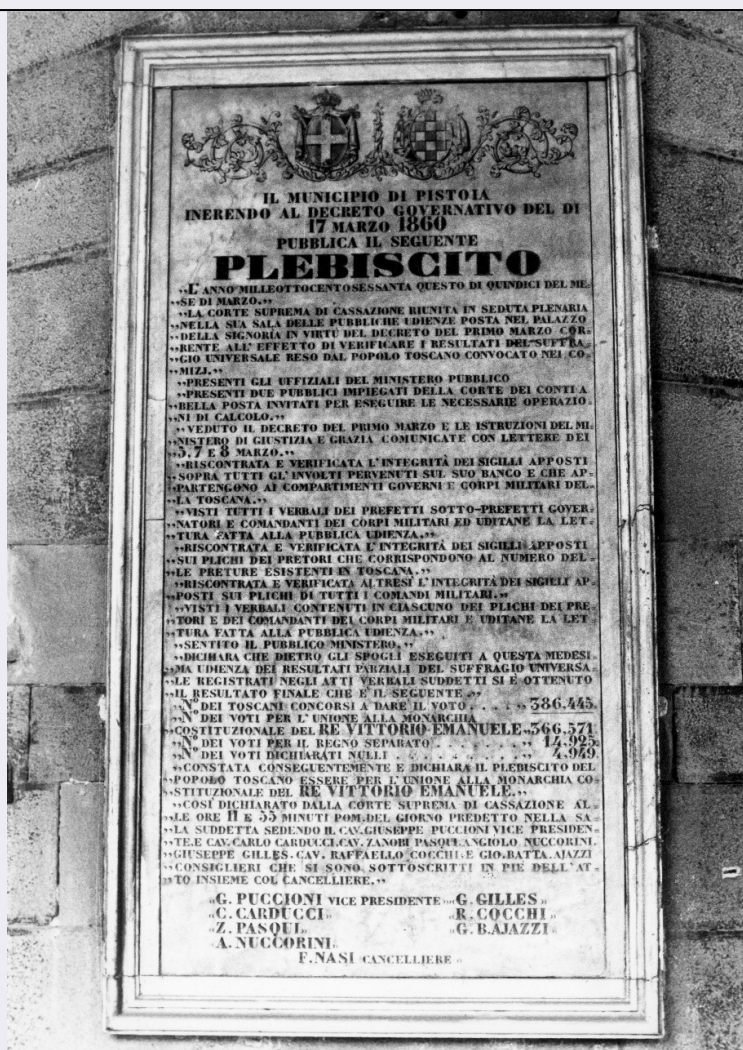 IL MUNICIPIO DI PISTOIA
INERENDO AL DECRETO GOVERNATIVO DEL DI
17 MARZO 1860
PUBBLICA IL SEGUENTE
PLEBISCITO
„L' ANNO MILLEOTTOCENTOSESSANTA QUESTO DI QUINDICI DEL ME=
„SE DI MARZO.„
„LA CORTE SUPREMA DI CASSAZIONE RIUNITA IN SEDUTA PLENARIA
„NELLA SUA SALA DELLE PUBBLICHE UDIENZE POSTA NEL PALAZZO
„DELLA SIGNORIA IN VIRTÙ DEL DECRETO DEL PRIMO MARZO COR=
„RENTE ALL' EFFETTO DI VERIFICARE I RESULTATI DEL SUFFRA=
„GIO UNIVERSALE RESO DAL POPOLO TOSCANO CONVOCATO NEI CO=
„MIZJ.„
„PRESENTI GLI UFFIZIALI DEL MINISTERO PUBBLICO
„PRESENTI DUE PUBBLICI IMPIEGATI DELLA CORTE DEI CONTI A
„BELLA POSTA INVITATI PER ESEGUIRE LE NECESSARIE OPERAZIO=
„NI DI CALCOLO.„
„VEDUTO IL DECRETO DEL PRIMO MARZO E LE ISTRUZIONI DEL MI=
„NISTERO DI GIUSTIZIA E GRAZIA COMUNICATE CON LETTERE DEI
„5.7 E 8 MARZO.„
„RISCONTRATA E VERIFICATA L' INTEGRITÀ DEI SIGILLI APPOSTI
„SOPRA TUTTI GL' INVOLTI PERVENUTI SUL SUO BANCO E CHE AP=
„PARTENGONO AI COMPARTIMENTI GOVERNI E CORPI MILITARI DEL=
„LA TOSCANA.„
„VISTI TUTTI I VERBALI DEI PREFETTI SOTTO-PREFETTI GOVER=
„NATORI E COMANDANTI DEI CORPI MILITARI ED UDITANE LA LET=
„TURA FATTA ALLA PUBBLICA UDIENZA.„
„RISCONTRATA E VERIFICATA L' INTEGRITÀ DEI SIGILLI APPOSTI
„SUI PLICHI DEI PRETORI CHE CORRISPONDONO AL NUMERO DEL=
„LE PRETURE ESISTENTI IN TOSCANA.„
„RISCONTRATA E VERIFICATA ALTRESÌ L' INTEGRITÀ DEI SIGILLI AP=
„POSTI SUI PLICHI DI TUTTI I COMANDI MILITARI.„
„VISTI I VERBALI CONTENUTI IN CIASCUNO DEI PLICHI DEI PRE=
„TORI E DEI COMANDANTI DEI CORPI MILITARI E UDITANE LA LET=
„TURA FATTA ALLA PUBBLICA UDIENZA.„
„SENTITO IL PUBBLICO MINISTERO.„
„DICHIARA CHE DIETRO GLI SPOGLI ESEGUITI A QUESTA MEDESI=
„MA UDIENZA DEI RESULTATI PARZIALI DEL SUFFRAGIO UNIVERSA=
„LE REGISTRATI NEGLI ATTI VERBALI SUDDETTI SI È OTTENUTO
„IL RESULTATO FINALE CHE È IL SEGUENTE.„
„N° DEI TOSCANI CONCORSI A DARE IL VOTO . . . . „ 386,445.
„N° DEI VOTI PER L' UNIONE ALLA MONARCHIA
„COSTITUZIONALE DEL RE VITTORIO EMANUELE „366,571.
„N° DEI VOTI PER IL REGNO SEPARATO . . . . . . . „ 14,925.
„N° DEI VOTI DICHIARATI NULLI . . . . . . . . . „ 4,949.
„CONSTATA CONSEGUENTEMENTE E DICHIARA IL PLEBISCITO DEL
„POPOLO TOSCANO ESSERE PER L' UNIONE ALLA MONARCHIA CO=
„STITUZIONALE DEL RE VITTORIO EMANUELE.„
„COSÌ DICHIARATO DALLA CORTE SUPREMA DI CASSAZIONE AL=
„LE ORE 11 E 55 MINUTI POM. DEL GIORNO PREDETTO NELLA SA=
„LA SUDDETTA SEDENDO IL CAV. GIUSEPPE PUCCIONI VICE PRESIDEN=
„TE. E CAV. CARLO CARDUCCI. CAV. ZANOBI PASQUI. ANGIOLO NUCCORINI.
„GIUSEPPE GILLES. CAV. RAFFAELLO COCCHI. E GIO. BATTA. AJAZZI
„CONSIGLIERI CHE SI SONO SOTTOSCRITTI IN PIÈ DELL' AT=
„TO INSIEME COL CANCELLIERE.„
„G. PUCCIONI VICE PRESIDENTE „ „G. GILLES „
„C. CARDUCCI „ „R. COCCHI „
„Z. PASQUI „ „G. B. AJAZZI „
„A. NUCCORINI „
F. NASI CANCELLIERE „